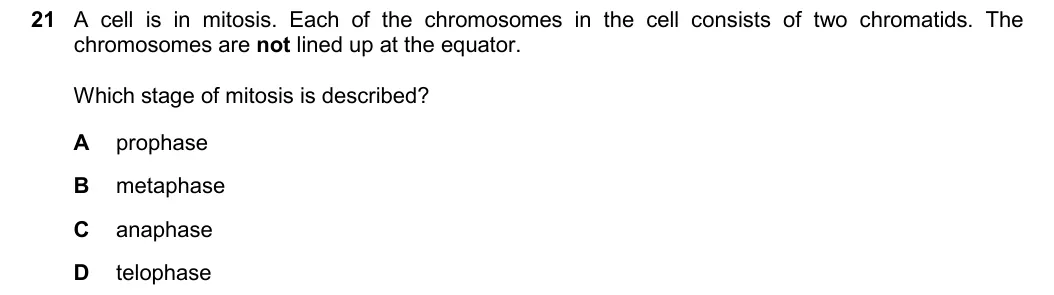 21 A cell is in mitosis. Each of the chromosomes in the cell consists of two chromatids. The
chromosomes are not lined up at the equator.
Which stage of mitosis is described?
A prophase
B metaphase
C anaphase
D telophase